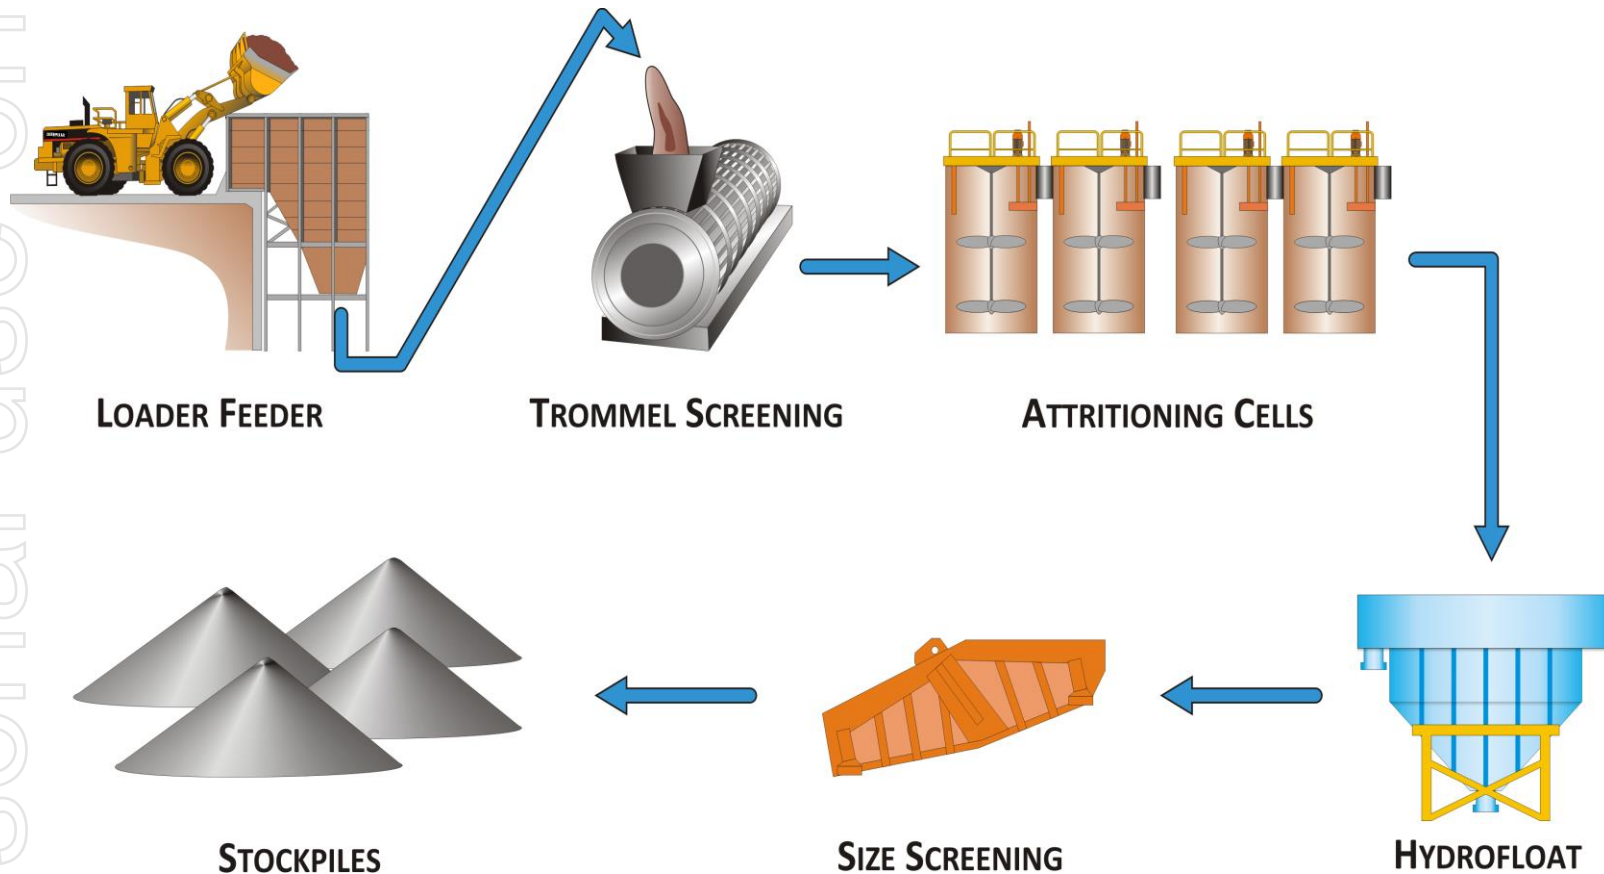 LOADER FEEDER
TROMMEL SCREENING
ATTRITIONING CELLS
STOCKPILES
SIZE SCREENING
HYDROFLOAT